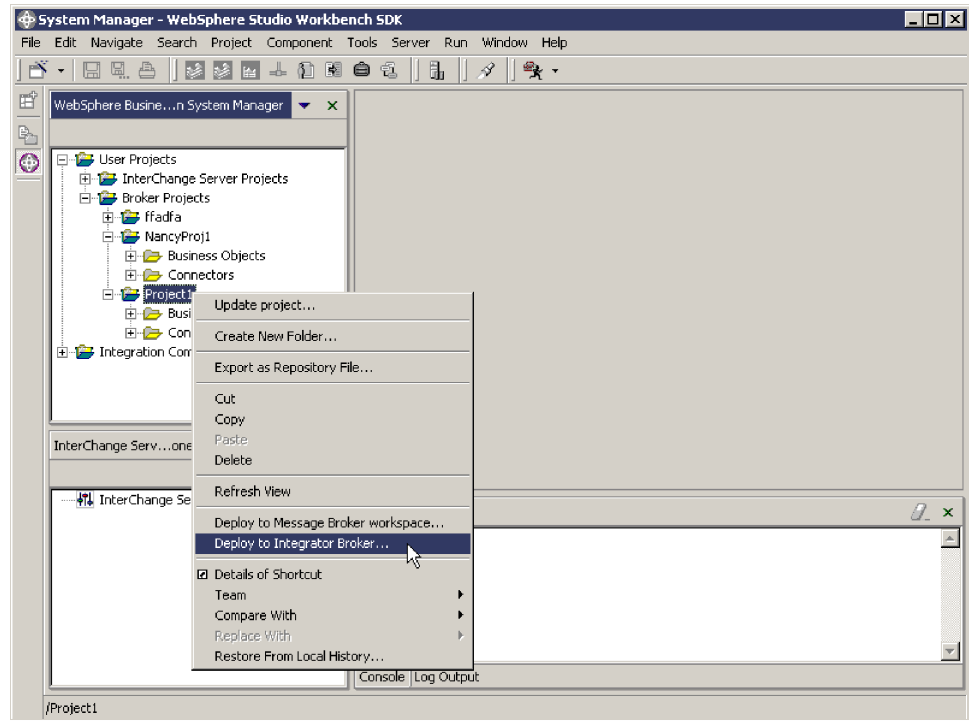 System Manager - WebSphere Studio Workbench SDK
File Edit Navigate Search Project Component Tools Server Run Window Help
WebSphere Busine...n System Manager
User Projects
InterChange Server Projects
Broker Projects
ffadfa
NancyProj1
Business Objects
Connectors
Project1
Busi
Con
Integration Com
Update project...
Create New Folder...
Export as Repository File...
Cut
Copy
Paste
Delete
Refresh View
Deploy to Message Broker workspace...
Deploy to Integrator Broker...
Details of Shortcut
Team
Compare With
Replace With
Restore From Local History...
InterChange Serv...one
InterChange Se
Console Log Output
/Project1